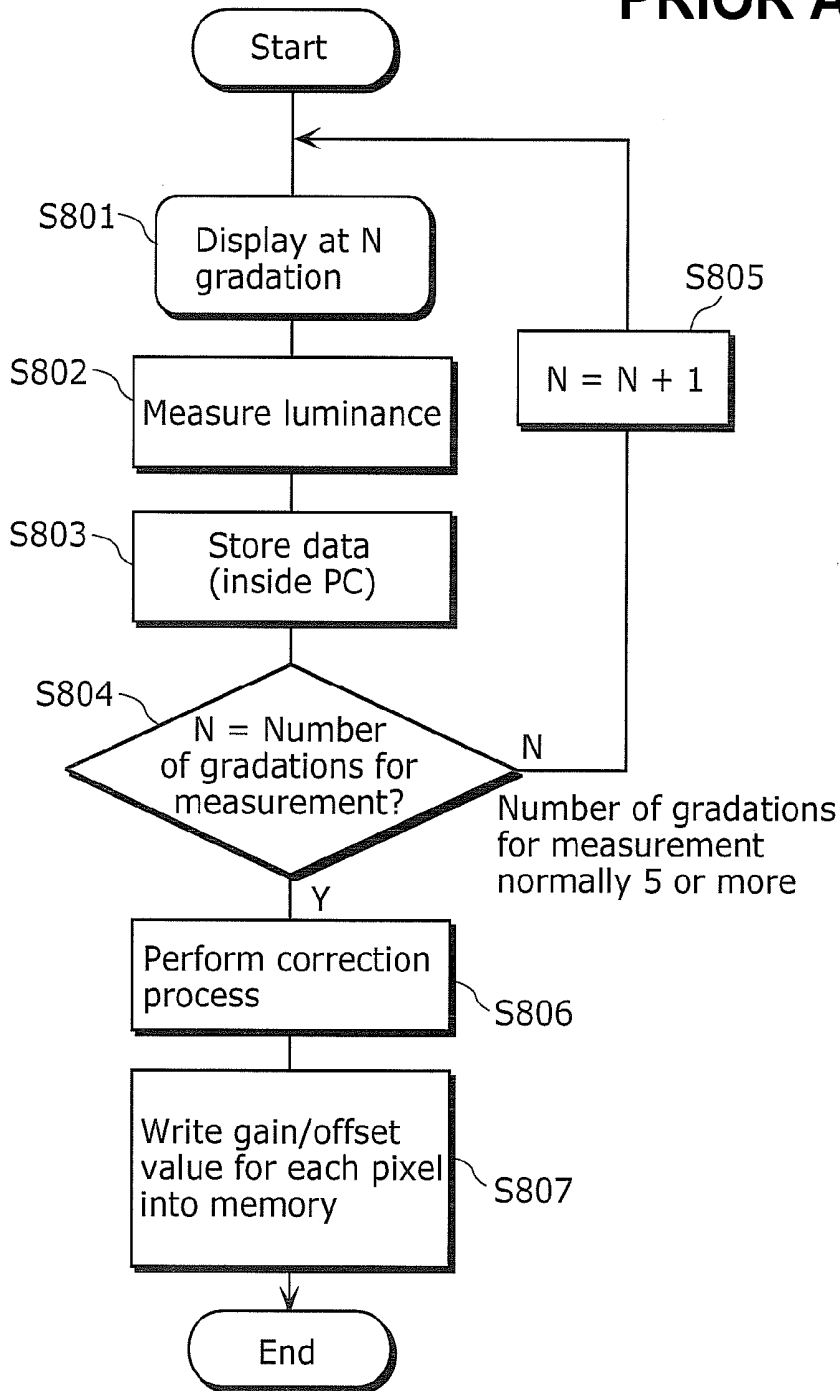 PRIOR A
Start
S801
Display at N
gradation
S805
N = N + 1
S802
Measure luminance
S803
Store data
(inside PC)
S804
N = Number
of gradations for
measurement?
N
Number of gradations
for measurement
normally 5 or more
Y
Perform correction
process
S806
Write gain/offset
value for each pixel
into memory
S807
End